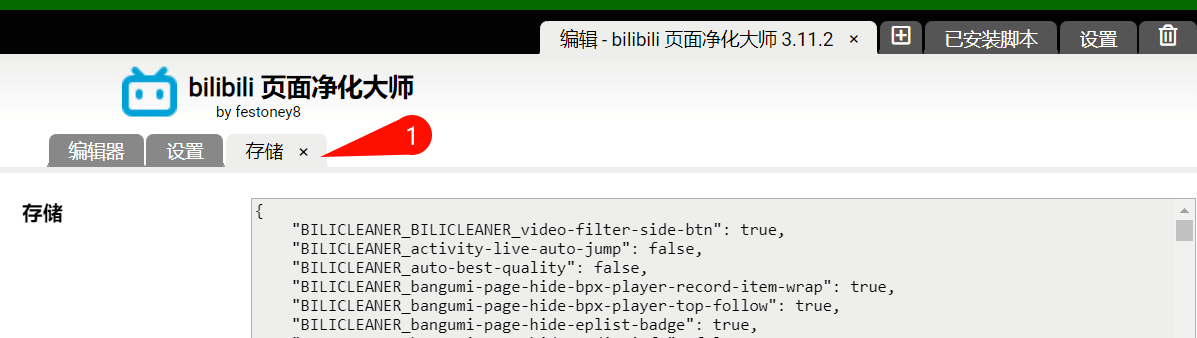 编辑 - bilibili 页面净化大师 3.11.2 × 已安装脚本 设置
bilibili 页面净化大师
by festoney8
编辑器 设置 存储 × 1
存储
{
"BILICLEANER_BILICLEANER_video-filter-side-btn": true,
"BILICLEANER_activity-live-auto-jump": false,
"BILICLEANER_auto-best-quality": false,
"BILICLEANER_bangumi-page-hide-bpx-player-record-item-wrap": true,
"BILICLEANER_bangumi-page-hide-bpx-player-top-follow": true,
"BILICLEANER_bangumi-page-hide-eplist-badge": true,